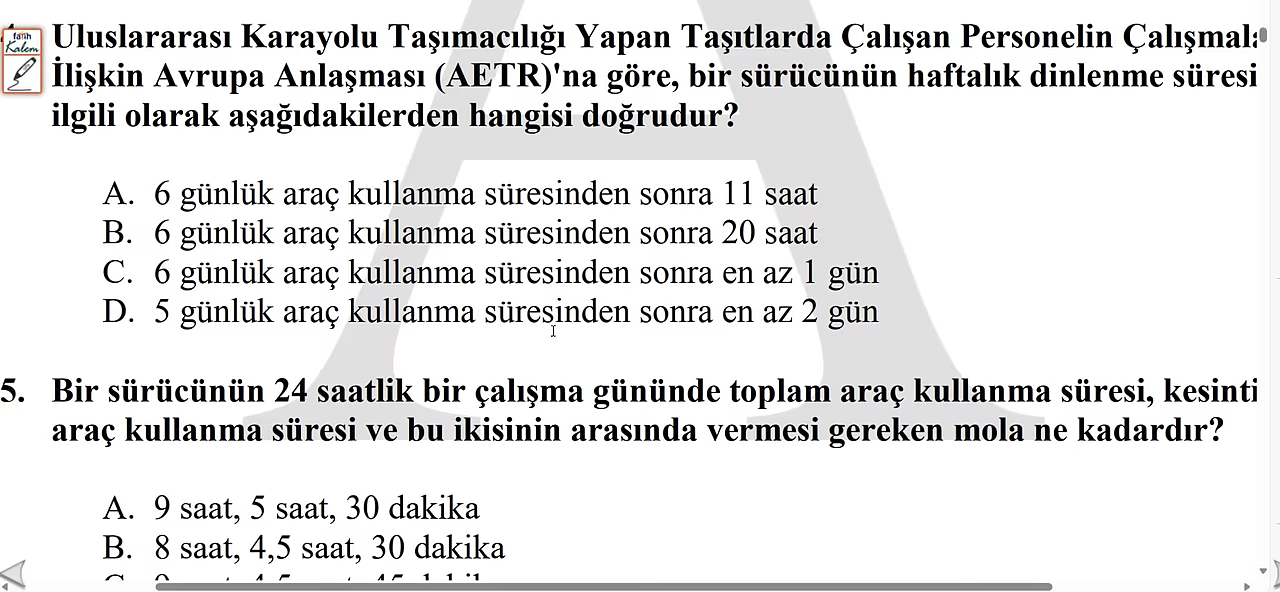 fatih
Kalem
Uluslararası Karayolu Taşımacılığı Yapan Taşıtlarda Çalışan Personelin Çalışmala
İlişkin Avrupa Anlaşması (AETR)'na göre, bir sürücünün haftalık dinlenme süresi
ilgili olarak aşağıdakilerden hangisi doğrudur?
A. 6 günlük araç kullanma süresinden sonra 11 saat
B. 6 günlük araç kullanma süresinden sonra 20 saat
C. 6 günlük araç kullanma süresinden sonra en az 1 gün
D. 5 günlük araç kullanma süresinden sonra en az 2 gün
5. Bir sürücünün 24 saatlik bir çalışma gününde toplam araç kullanma süresi, kesinti
araç kullanma süresi ve bu ikisinin arasında vermesi gereken mola ne kadardır?
A. 9 saat, 5 saat, 30 dakika
B. 8 saat, 4,5 saat, 30 dakika